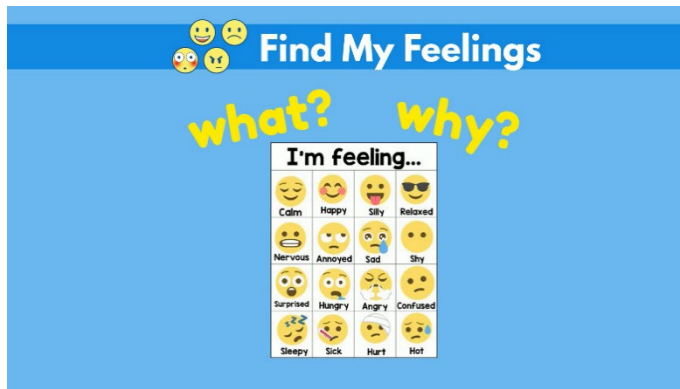 Find My Feelings
what? why?
I'm feeling...
Calm Happy Silly Relaxed
Nervous Annoyed Sad Shy
Surprised Hungry Angry Confused
Sleepy Sick Hurt Hot